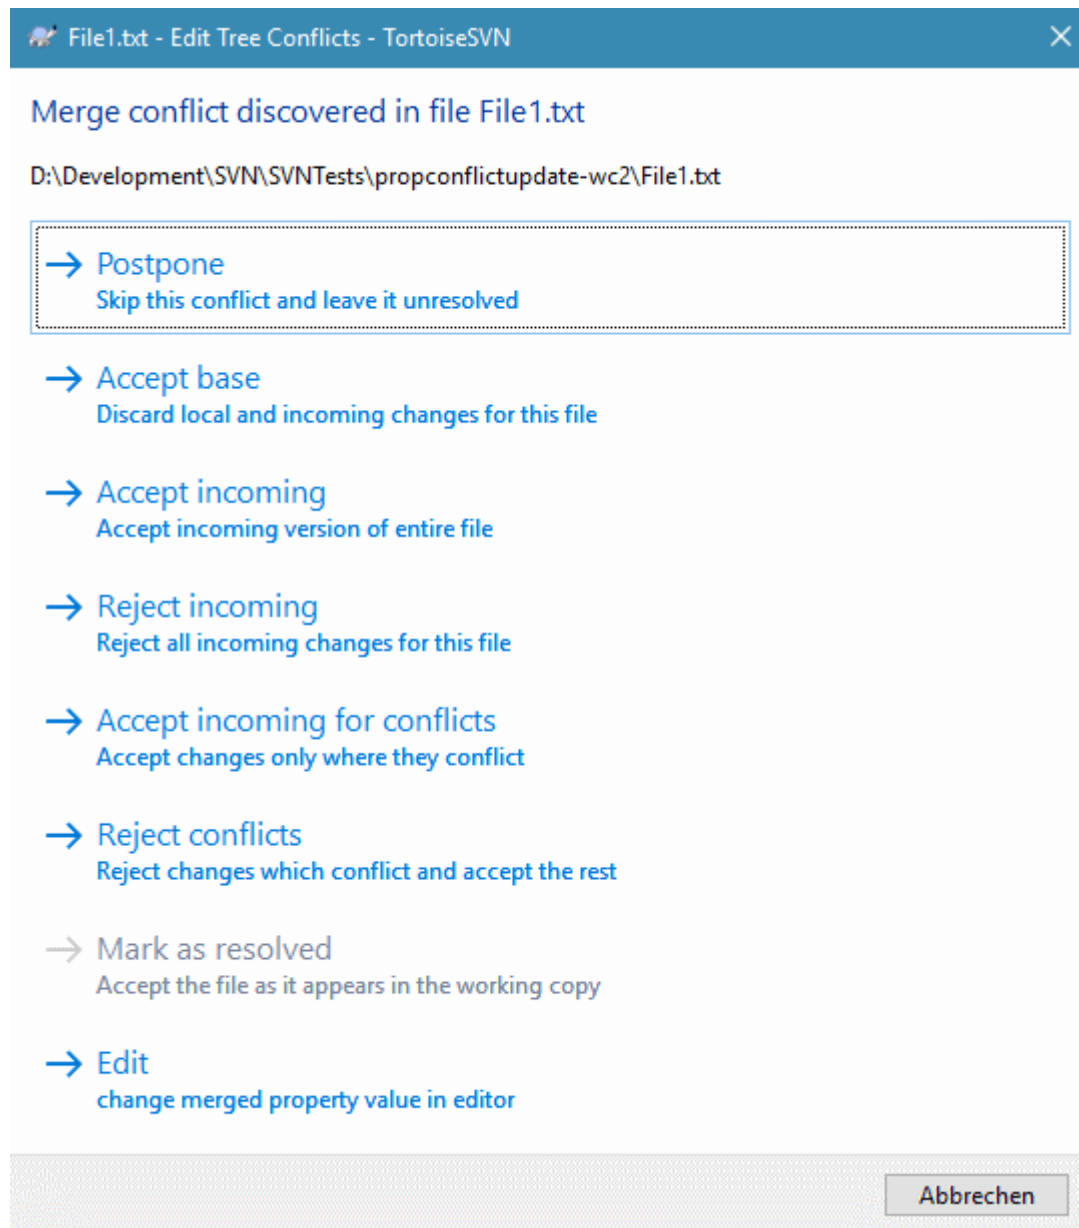 File1.txt - Edit Tree Conflicts - TortoiseSVN
Merge conflict discovered in file File1.txt
D:\Development\SVN\SVNTests\propconflictupdate-wc2\File1.txt
Postpone
Skip this conflict and leave it unresolved
Accept base
Discard local and incoming changes for this file
Accept incoming
Accept incoming version of entire file
Reject incoming
Reject all incoming changes for this file
Accept incoming for conflicts
Accept changes only where they conflict
Reject conflicts
Reject changes which conflict and accept the rest
Mark as resolved
Accept the file as it appears in the working copy
Edit
change merged property value in editor
Abbrechen